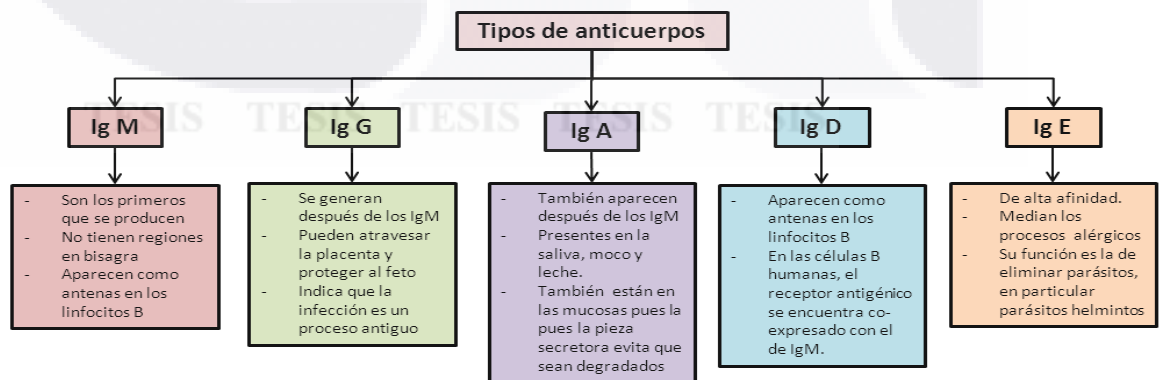 Tipos de anticuerpos
TESIS TESIS TESIS TESIS TESIS
Ig M
Ig G
Ig A
Ig D
Ig E
- Son los primeros
que se producen
- No tienen regiones
en bisagra
- Aparecen como
antenas en los
linfocitos B
- Se generan
después de los IgM
- Pueden atravesar
la placenta y
proteger al feto
- Indica que la
infección es un
proceso antiguo
- También aparecen
después de los IgM
- Presentes en la
saliva, moco y
leche.
- También están en
las mucosas pues la
pues la pieza
secretora evita que
sean degradados
- Aparecen como
antenas en los
linfocitos B
- En las células B
humanas, el
receptor antigénico
se encuentra co-
expresado con el
de IgM.
- De alta afinidad.
- Median los
procesos alérgicos
- Su función es la de
eliminar parásitos,
en particular
parásitos helmintos